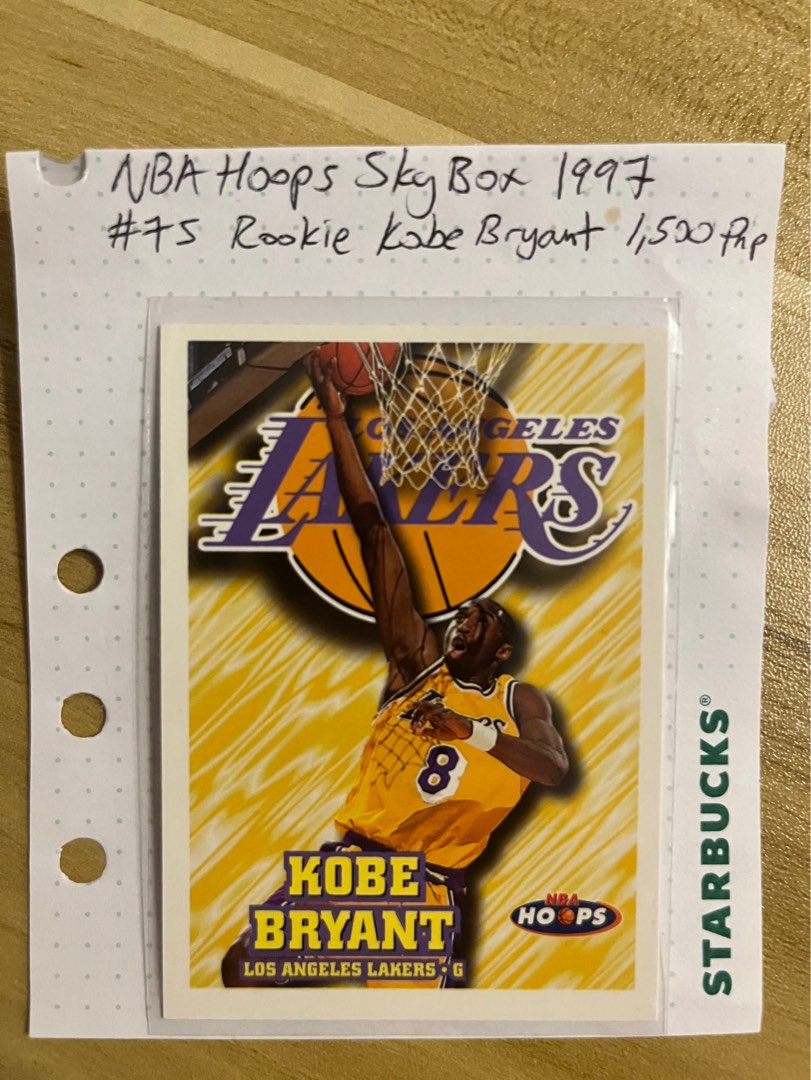 NBA Hoops SkyBox 1997
#75 Rookie Kobe Bryant 1,500 Php
LOS ANGELES
LAKERS
LAKERS
8
KOBE
BRYANT
LOS ANGELES LAKERS • G
NBA
HOOPS
STARBUCKS®